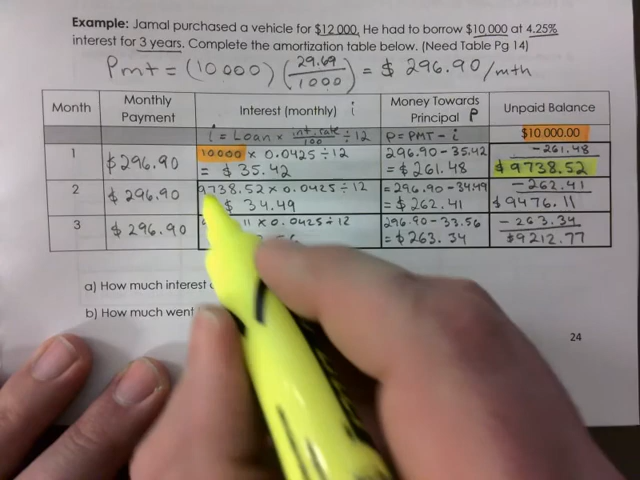 Example: Jamal purchased a vehicle for $12 000. He had to borrow $10 000 at 4.25%
interest for 3 years. Complete the amortization table below. (Need Table Pg 14)
Pmt = (10 000) (29.69/1000) = $ 296.90/mth
Month Monthly Payment Interest (monthly) i Money Towards Principal P Unpaid Balance
i = Loan × int. rate/100 ÷ 12 P = PMT - i $10,000.00
1 $296.90 10,000 × 0.0425 ÷ 12 296.90 - 35.42 - 261.48
= $ 35.42 = $ 261.48 $ 9738.52
2 $ 296.90 9738.52 × 0.0425 ÷ 12 = 296.90 - 34.49 - 262.41
$ 34.49 = $ 262.41 $9476.11
3 $ 296.90 11 × 0.0425 ÷ 12 296.90 - 33.56 - 263.34
= $ 263.34 $9212.77
a) How much interest
b) How much went
24